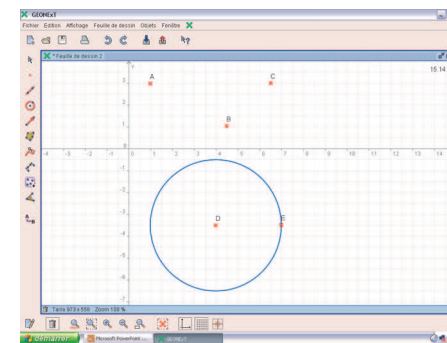 GEONExT
Fichier Edition Affichage Feuille de dessin Objets Fenêtre
* Feuille de dessin 2
15.14
Y
A
C
B
D
E
3
2
1
-4 -3 -2 -1 1 2 3 4 5 6 7 8 9 10 11 12 13 14
-1
-2
-3
-4
-5
-6
-7
Taille 973 x 556 Zoom 100 %
démarrer
Microsoft PowerPoint ...
GEONExT